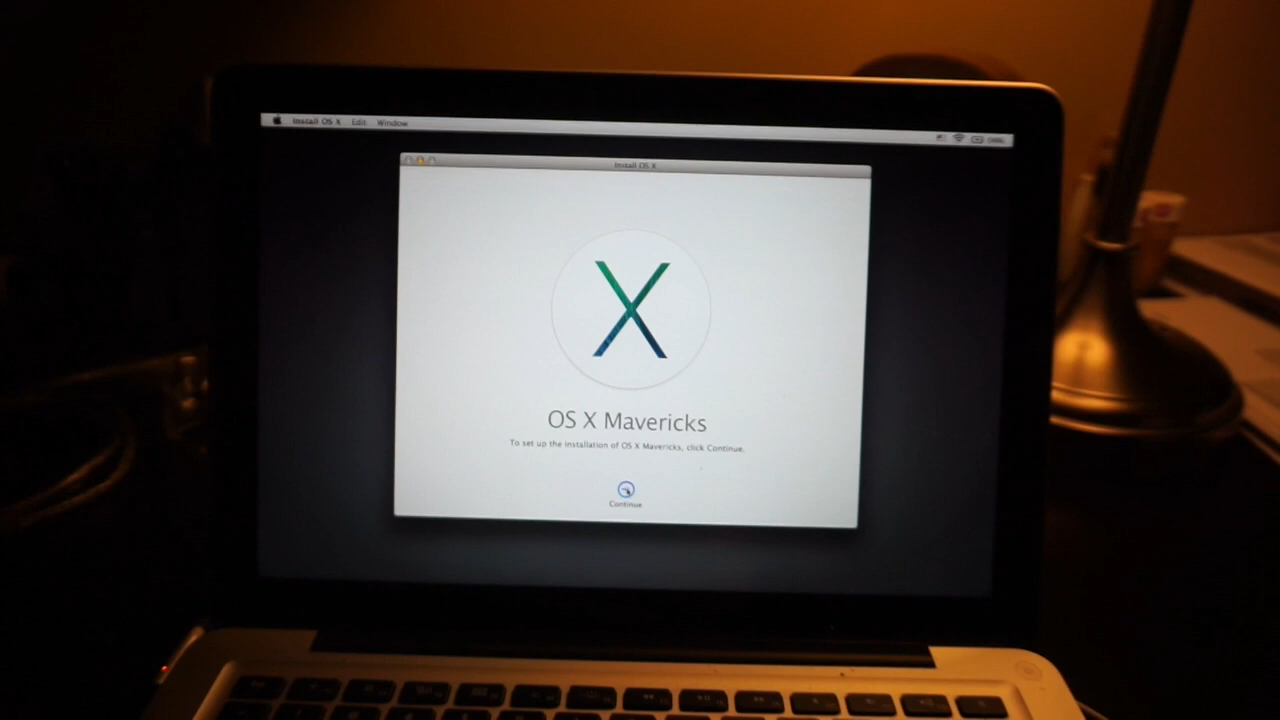 Install OS X Edit Window
Install OS X
OS X Mavericks
To set up the installation of OS X Mavericks, click Continue.
Continue